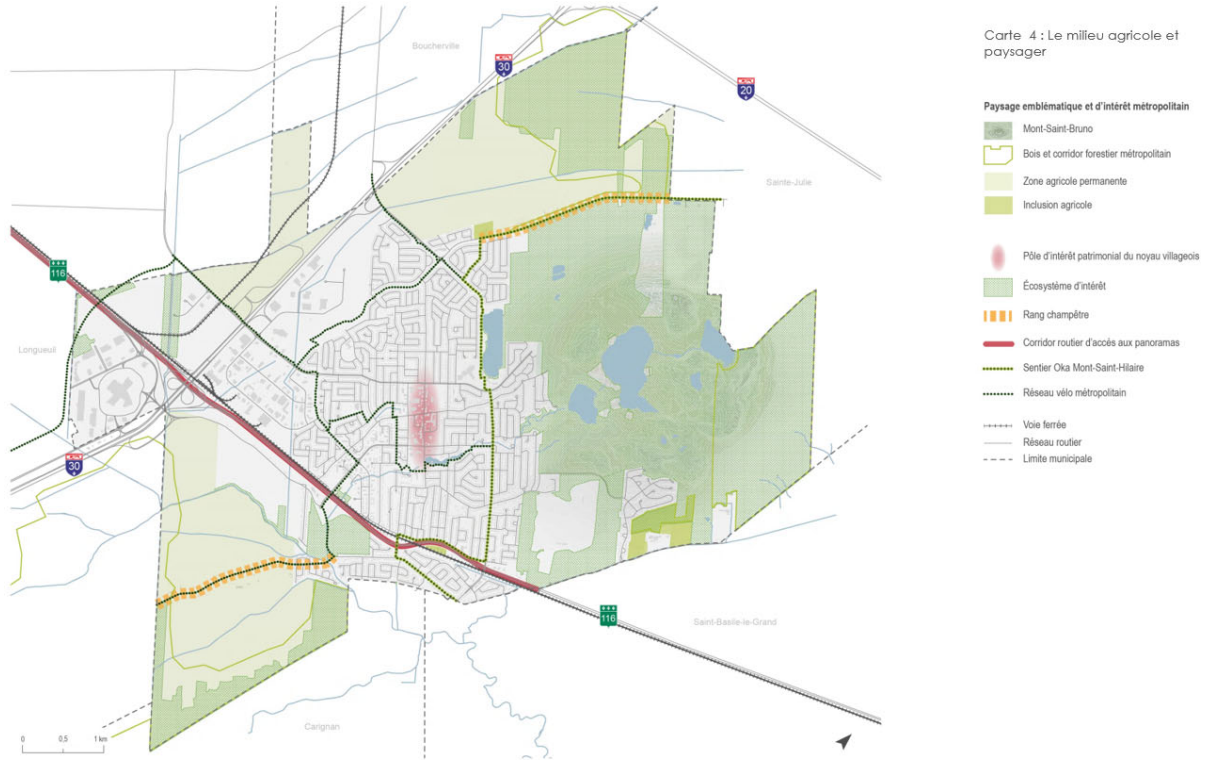 Carte 4 : Le milieu agricole et
paysager
Paysage emblématique et d'intérêt métropolitain
Mont-Saint-Bruno
Bois et corridor forestier métropolitain
Zone agricole permanente
Inclusion agricole
Pôle d'intérêt patrimonial du noyau villageois
Écosystème d'intérêt
Rang champêtre
Corridor routier d'accès aux panoramas
Sentier Oka Mont-Saint-Hilaire
Réseau vélo métropolitain
Voie ferrée
Réseau routier
Limite municipale
Boucherville
30
20
Sainte-Julie
116
Longueuil
30
116
Saint-Basile-le-Grand
Carignan
0 0,5 1 km